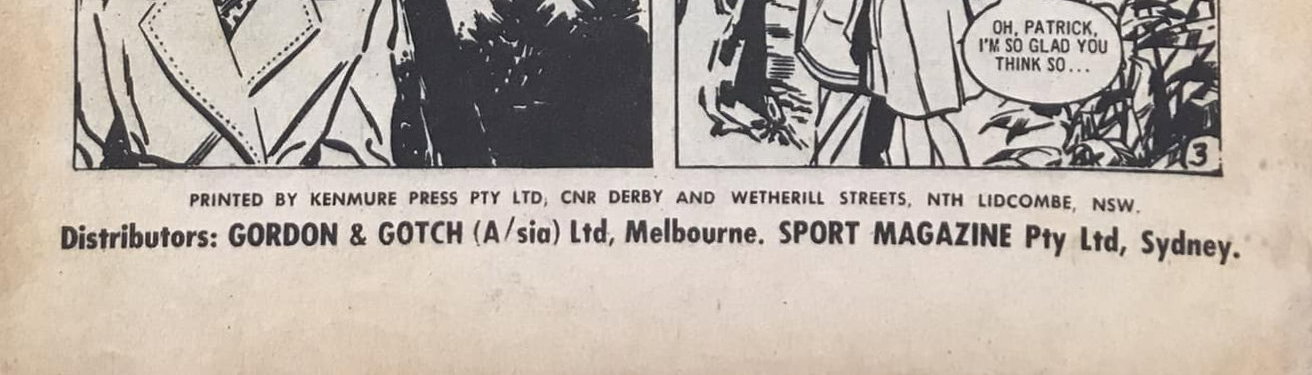 OH, PATRICK,
I'M SO GLAD YOU
THINK SO...
3
PRINTED BY KENMURE PRESS PTY LTD, CNR DERBY AND WETHERILL STREETS, NTH LIDCOMBE, NSW.
Distributors: GORDON & GOTCH (A/sia) Ltd, Melbourne. SPORT MAGAZINE Pty Ltd, Sydney.